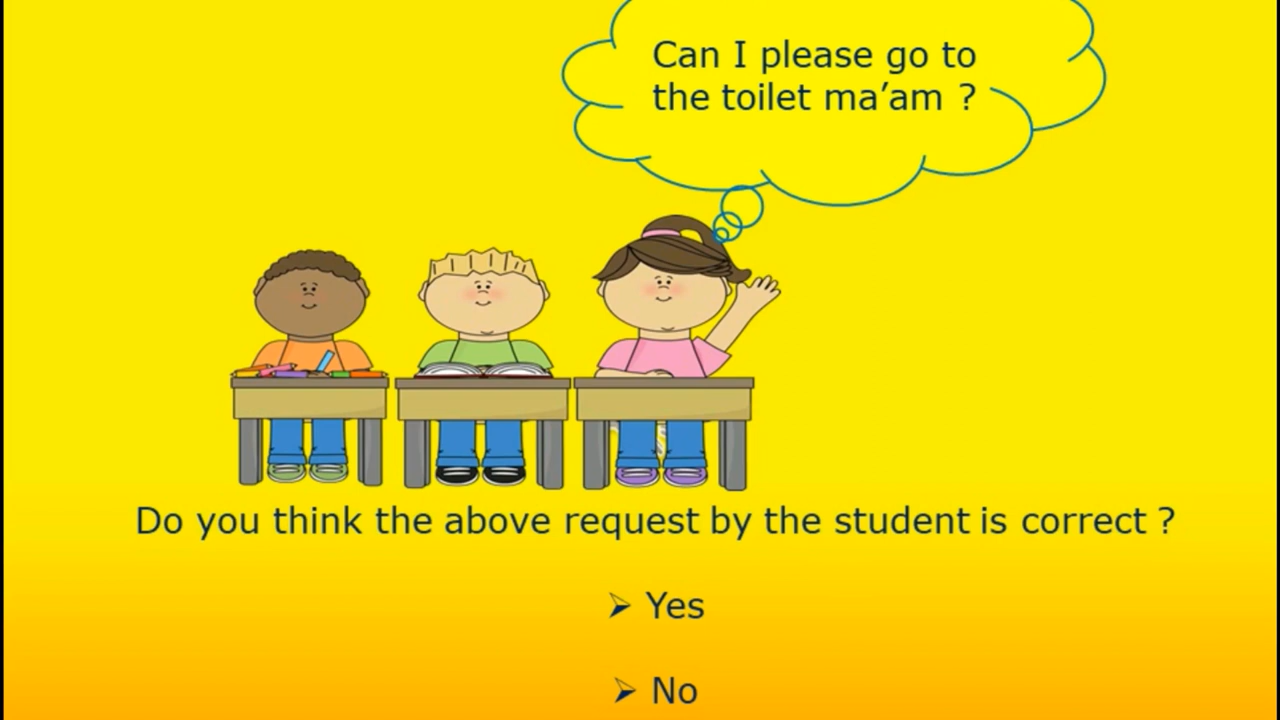 Can I please go to
the toilet ma’am ?
Do you think the above request by the student is correct ?
Yes
No